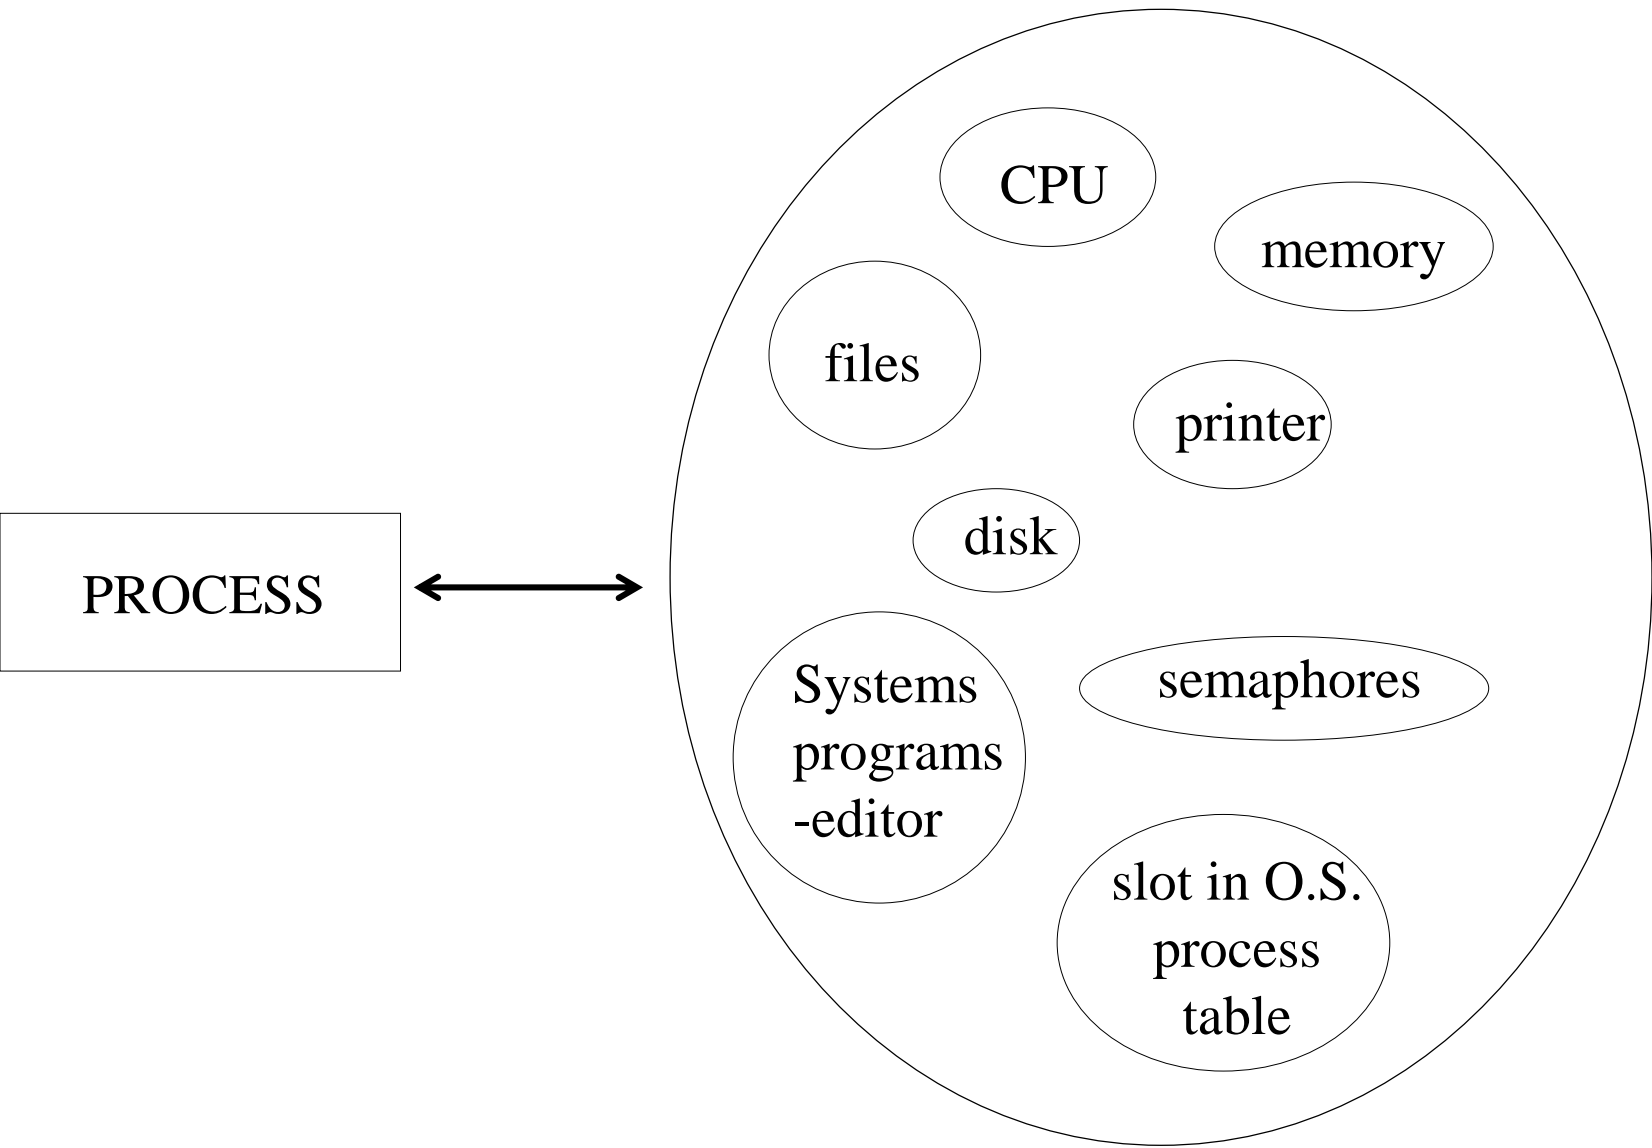 CPU
memory
files
printer
disk
PROCESS
Systems
programs
-editor
semaphores
slot in O.S.
process
table